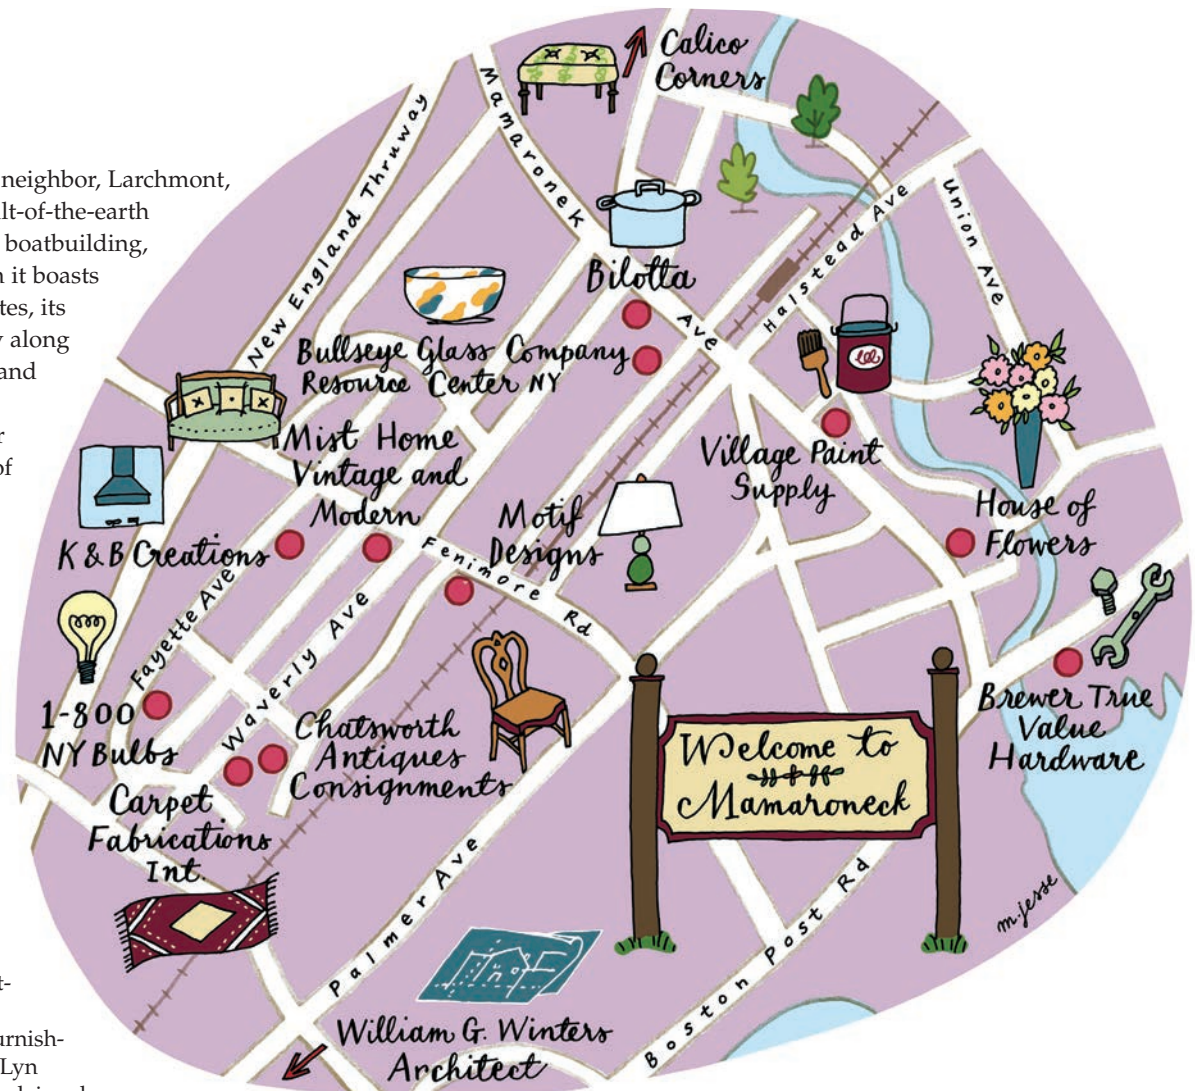 neighbor, Larchmont,
lt-of-the-earth
boatbuilding,
it boasts
tes, its
along
and
of
t-
urnish-
Lyn
Calico
Corners
Mamaronek
Ave
New England Thruway
Halstead Ave
Union Ave
Bilotta
Bullseye Glass Company
Resource Center NY
Mist Home
Vintage and
Modern
Village Paint
Supply
Motif
Designs
House of
Flowers
K & B Creations
Fenimore Rd
Fayette Ave
Waverly Ave
1-800
NY Bulbs
Chatsworth
Antiques
Consignments
Brewer True
Value
Hardware
Welcome to
Mamaroneck
Carpet
Fabrications
Int.
Palmer Ave
Boston Post Rd
m.jesse
William G. Winters
Architect